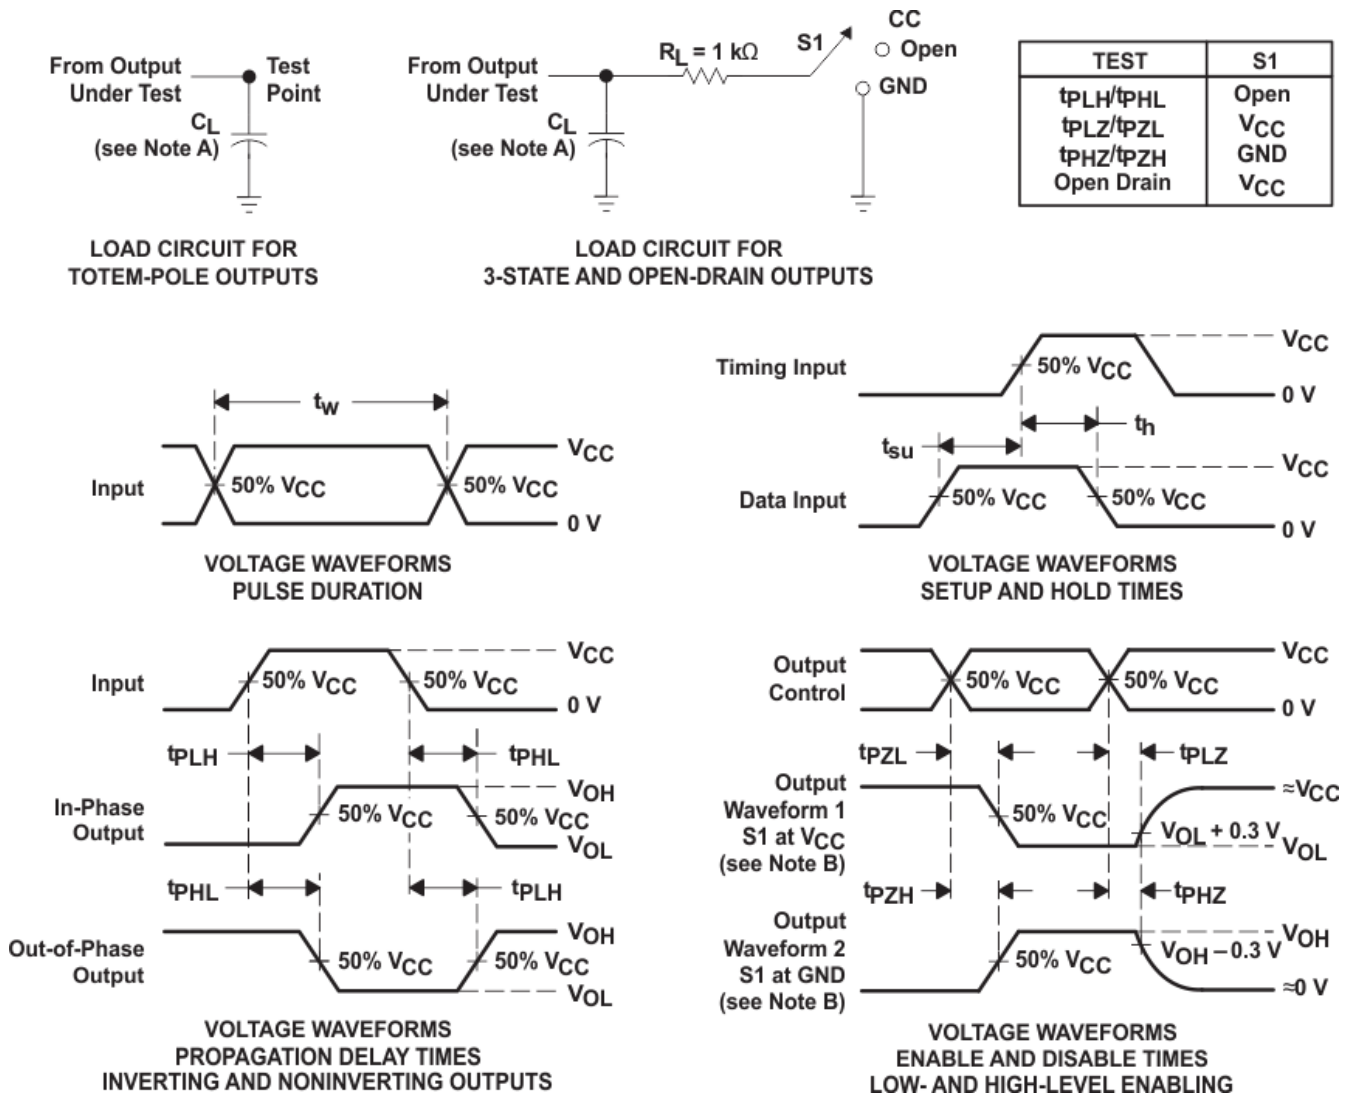 From Output
Under Test
Test
Point
CL
(see Note A)
LOAD CIRCUIT FOR
TOTEM-POLE OUTPUTS
From Output
Under Test
RL = 1 kΩ
S1
CC
Open
GND
CL
(see Note A)
LOAD CIRCUIT FOR
3-STATE AND OPEN-DRAIN OUTPUTS
TEST S1
tPLH/tPHL Open
tPLZ/tPZL VCC
tPHZ/tPZH GND
Open Drain VCC
tw
Input
50% VCC
50% VCC
VCC
0 V
VOLTAGE WAVEFORMS
PULSE DURATION
Timing Input
50% VCC
VCC
0 V
tsu
th
Data Input
50% VCC
50% VCC
VCC
0 V
VOLTAGE WAVEFORMS
SETUP AND HOLD TIMES
Input
50% VCC
50% VCC
VCC
0 V
tPLH
tPHL
In-Phase
Output
50% VCC
50% VCC
VOH
VOL
tPHL
tPLH
Out-of-Phase
Output
50% VCC
50% VCC
VOH
VOL
VOLTAGE WAVEFORMS
PROPAGATION DELAY TIMES
INVERTING AND NONINVERTING OUTPUTS
Output
Control
50% VCC
50% VCC
VCC
0 V
tPZL
tPLZ
Output
Waveform 1
S1 at VCC
(see Note B)
50% VCC
≈VCC
VOL + 0.3 V
VOL
tPZH
tPHZ
Output
Waveform 2
S1 at GND
(see Note B)
50% VCC
VOH
VOH – 0.3 V
≈0 V
VOLTAGE WAVEFORMS
ENABLE AND DISABLE TIMES
LOW- AND HIGH-LEVEL ENABLING